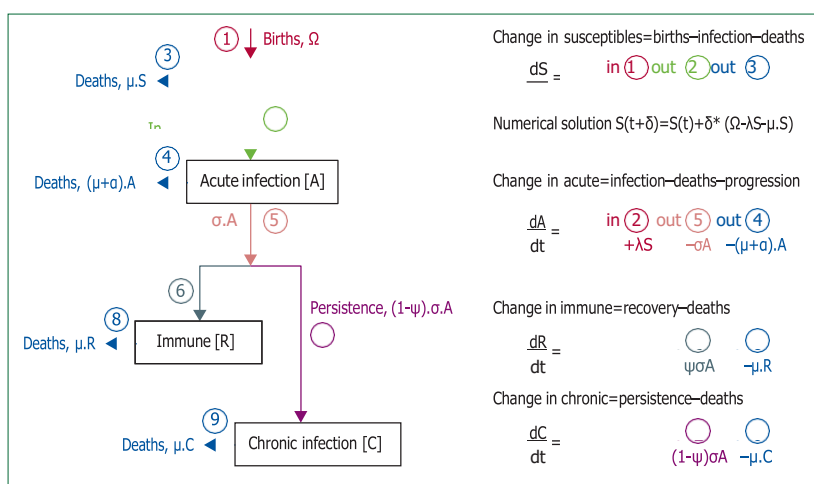 1 Births, Ω
3
Deaths, μ.S
In
4
Deaths, (μ+α).A
Acute infection [A]
σ.A 5
6
Persistence, (1-ψ).σ.A
8
Deaths, μ.R
Immune [R]
9
Deaths, μ.C
Chronic infection [C]
Change in susceptibles=births–infection–deaths
dS = in 1 out 2 out 3
Numerical solution S(t+δ)=S(t)+δ* (Ω-λS-μ.S)
Change in acute=infection–deaths–progression
dA = in 2 out 5 out 4
dt +λS –σA –(μ+α).A
Change in immune=recovery–deaths
dR =
dt ψσA –μ.R
Change in chronic=persistence–deaths
dC =
dt (1-ψ)σA –μ.C